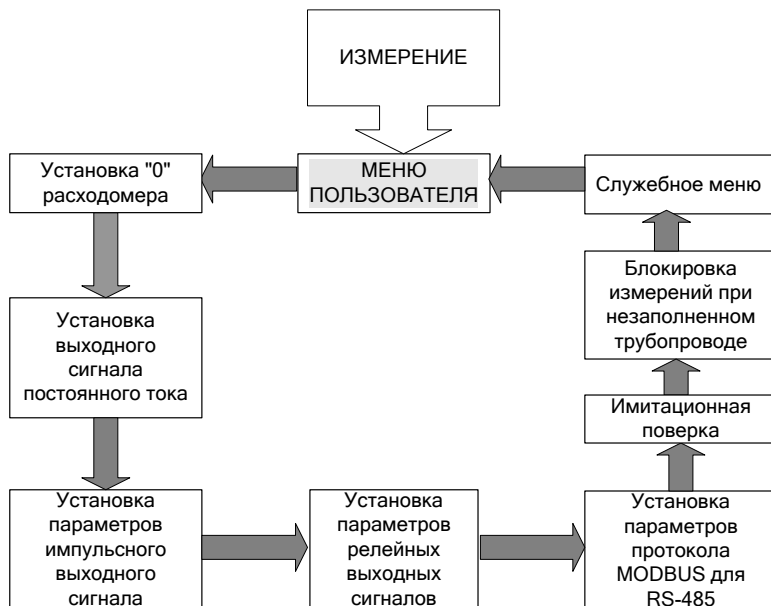 ИЗМЕРЕНИЕ
Установка "0"
расходомера
МЕНЮ
ПОЛЬЗОВАТЕЛЯ
Служебное меню
Установка
выходного
сигнала
постоянного тока
Блокировка
измерений при
незаполненном
трубопроводе
Имитационная
поверка
Установка
параметров
импульсного
выходного
сигнала
Установка
параметров
релейных
выходных
сигналов
Установка
параметров
протокола
MODBUS для
RS-485